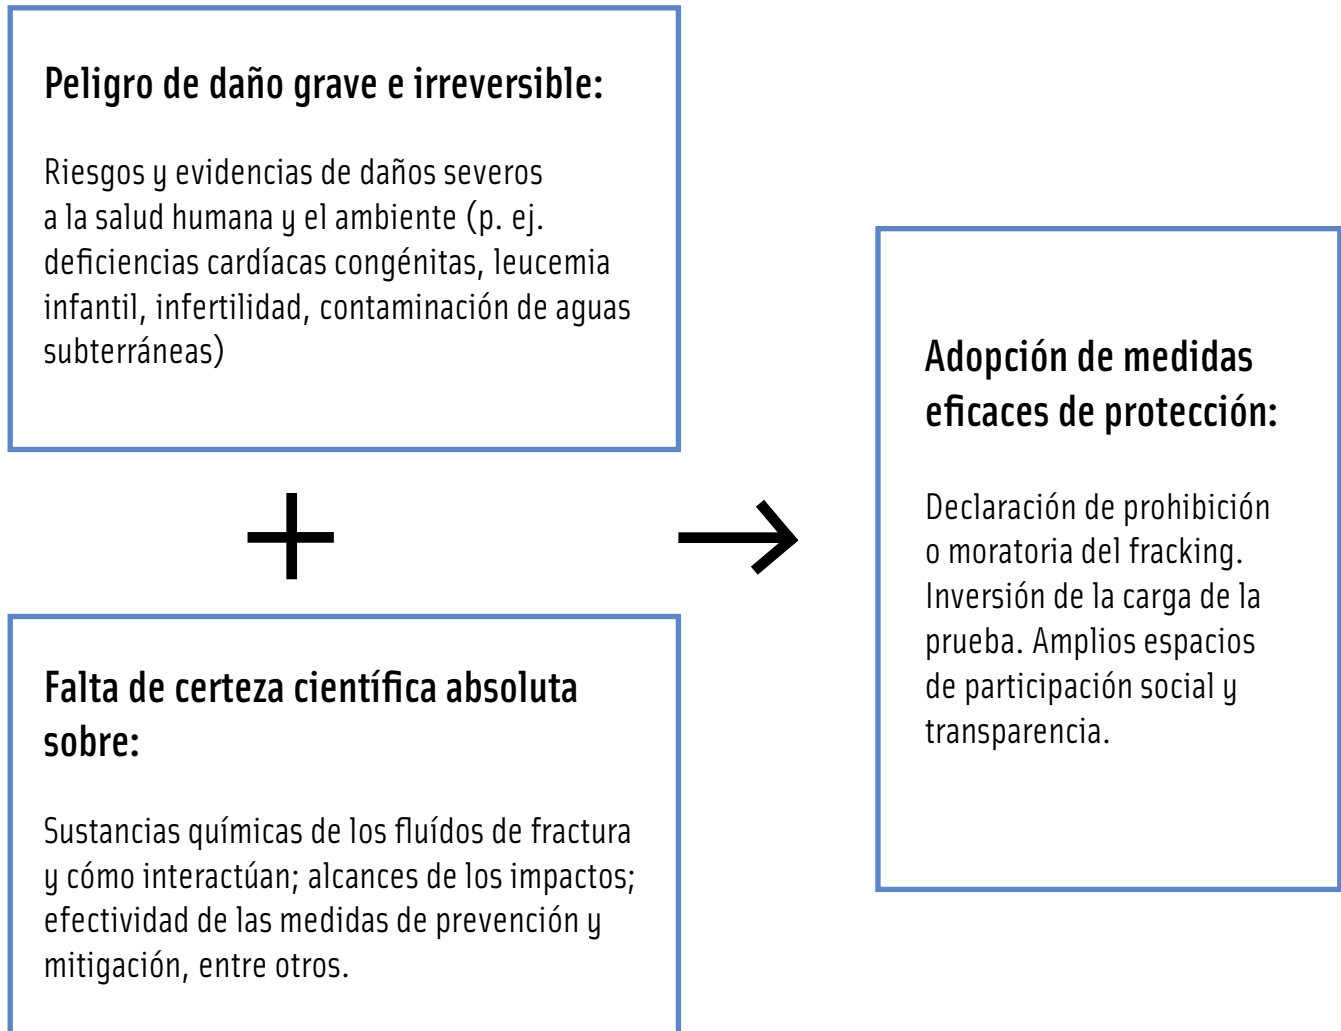 Peligro de daño grave e irreversible:
Riesgos y evidencias de daños severos
a la salud humana y el ambiente (p. ej.
deficiencias cardíacas congénitas, leucemia
infantil, infertilidad, contaminación de aguas
subterráneas)
+
Falta de certeza científica absoluta
sobre:
Sustancias químicas de los fluídos de fractura
y cómo interactúan; alcances de los impactos;
efectividad de las medidas de prevención y
mitigación, entre otros.
→
Adopción de medidas
eficaces de protección:
Declaración de prohibición
o moratoria del fracking.
Inversión de la carga de la
prueba. Amplios espacios
de participación social y
transparencia.